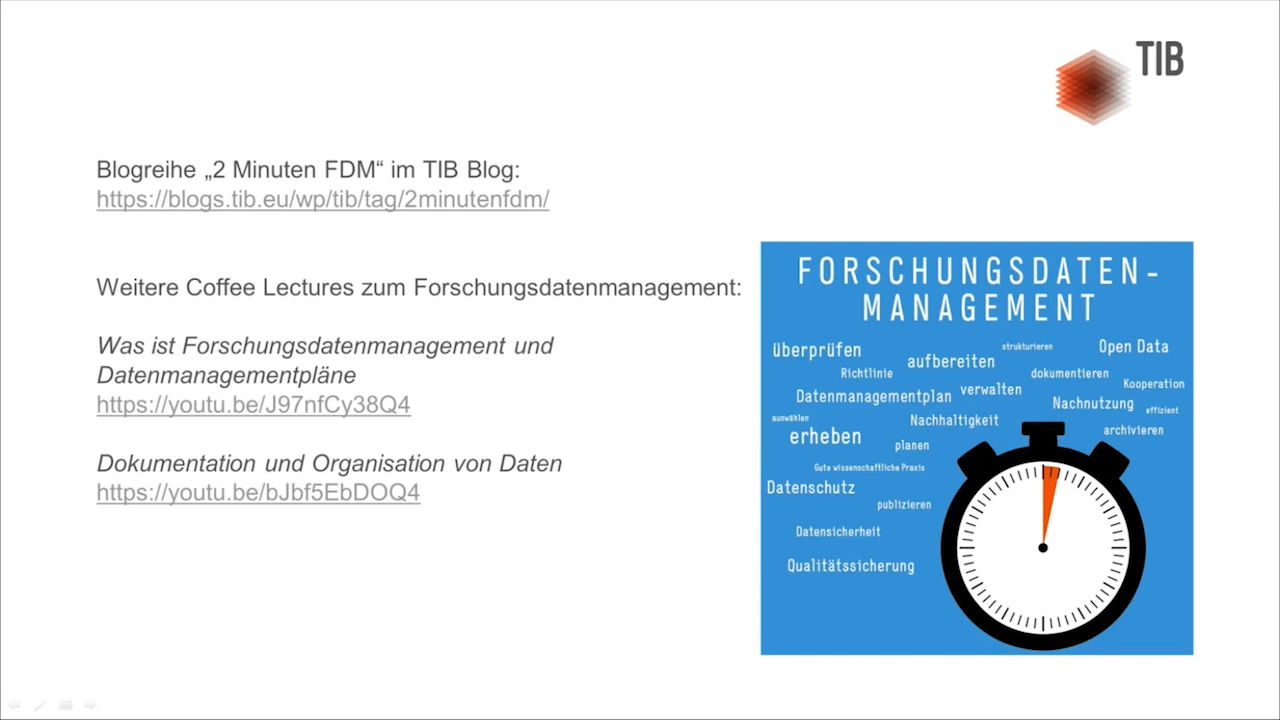 TIB
Blogreihe „2 Minuten FDM“ im TIB Blog:
https://blogs.tib.eu/wp/tib/tag/2minutenfdm/
Weitere Coffee Lectures zum Forschungsdatenmanagement:
Was ist Forschungsdatenmanagement und
Datenmanagementpläne
https://youtu.be/J97nfCy38Q4
Dokumentation und Organisation von Daten
https://youtu.be/bJbf5EbDOQ4
FORSCHUNGSDATEN-
MANAGEMENT
überprüfen
strukturieren
Open Data
aufbereiten
Richtlinie
dokumentieren
Kooperation
Datenmanagementplan
verwalten
Nachnutzung
effizient
auswählen
Nachhaltigkeit
archivieren
erheben
planen
Gute wissenschaftliche Praxis
Datenschutz
publizieren
Datensicherheit
Qualitätssicherung